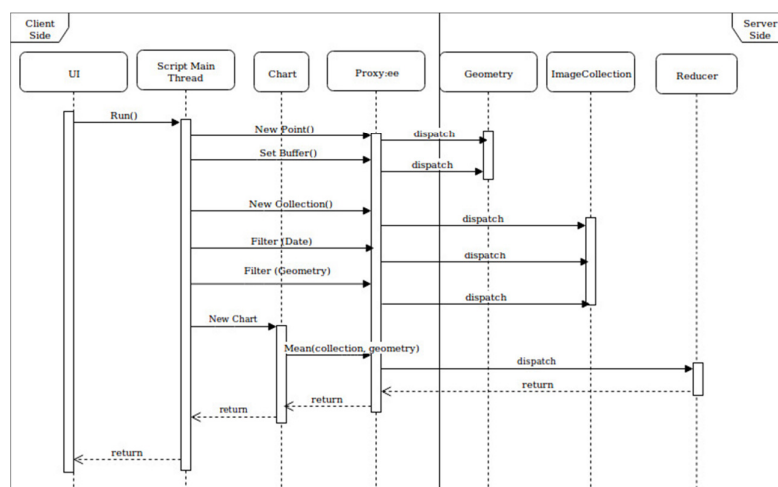 Client
Side
Server
Side
UI
Script Main
Thread
Chart
Proxy:ee
Geometry
ImageCollection
Reducer
Run()
New Point()
dispatch
Set Buffer()
dispatch
New Collection()
dispatch
Filter (Date)
dispatch
Filter (Geometry)
dispatch
New Chart
Mean(collection, geometry)
dispatch
return
return
return
return